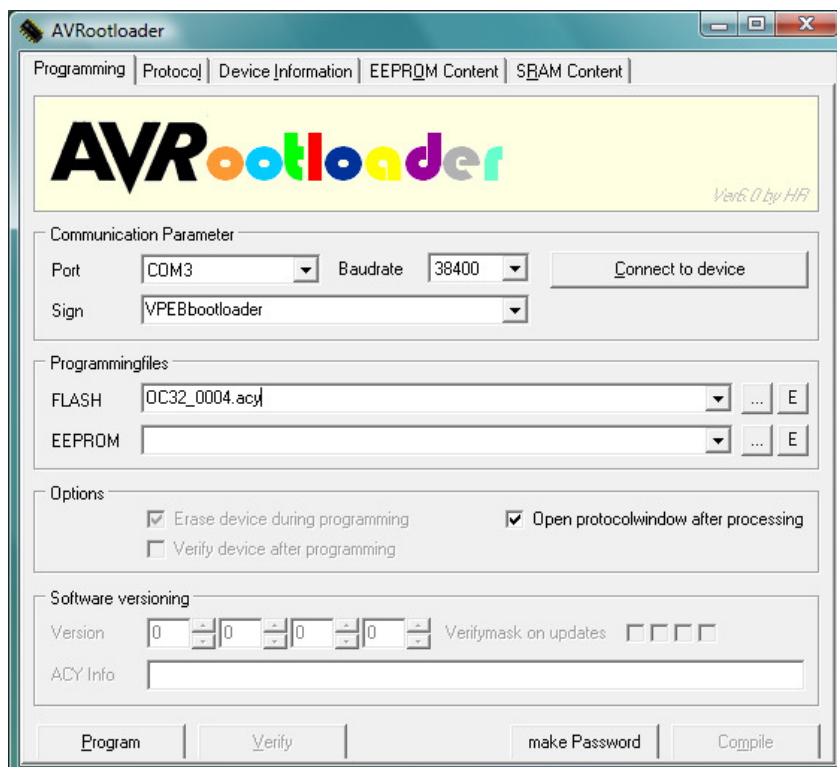 AVRootloader
Programming Protocol Device Information EEPROM Content SRAM Content
AVRootloader
Ver6.0 by HR
Communication Parameter
Port COM3 Baudrate 38400 Connect to device
Sign VPEBbootloader
Programmingfiles
FLASH OC32_0004.acy ... E
EEPROM ... E
Options
Erase device during programming Open protocolwindow after processing
Verify device after programming
Software versioning
Version 0 0 0 0 Verifymask on updates
ACY Info
Program Verify make Password Compile